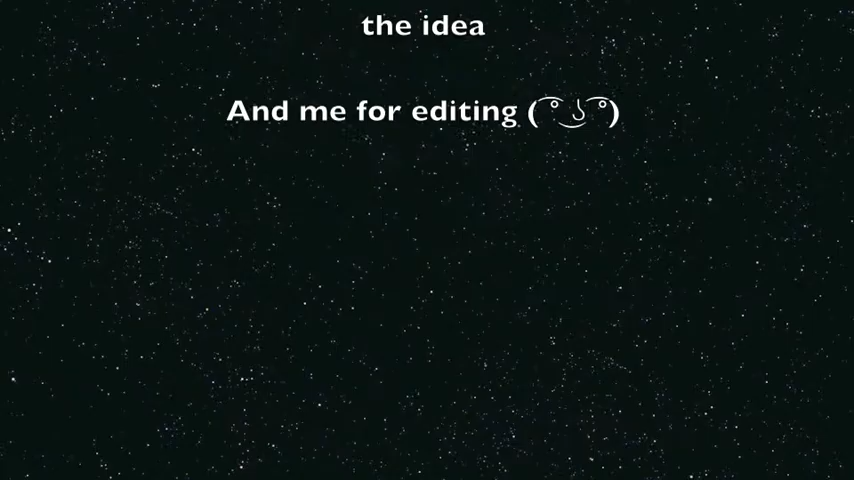 the idea
And me for editing ( ͡° ͜ʖ ͡°)